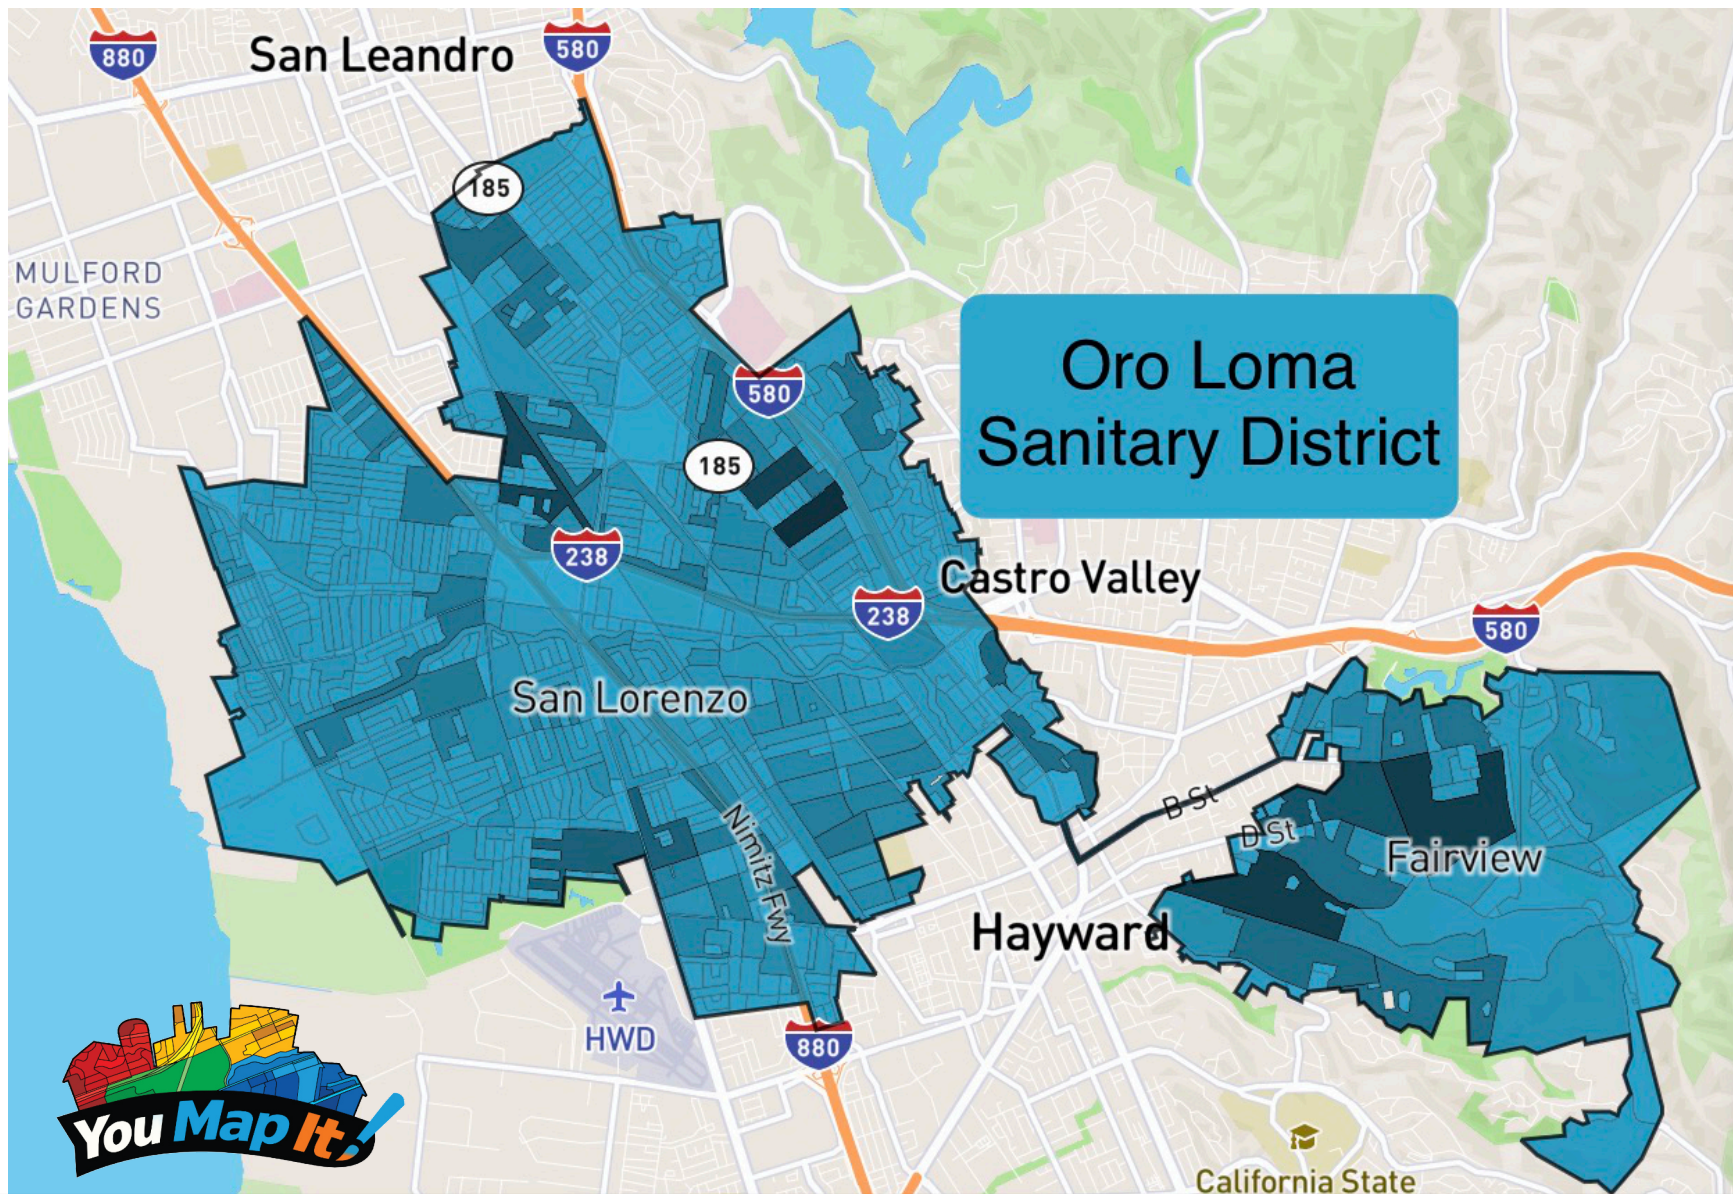 880
San Leandro
580
185
MULFORD
GARDENS
Oro Loma
Sanitary District
580
185
238
Castro Valley
238
580
San Lorenzo
B St
D St
Nimitz Fwy
Fairview
Hayward
HWD
880
You Map It!
California State